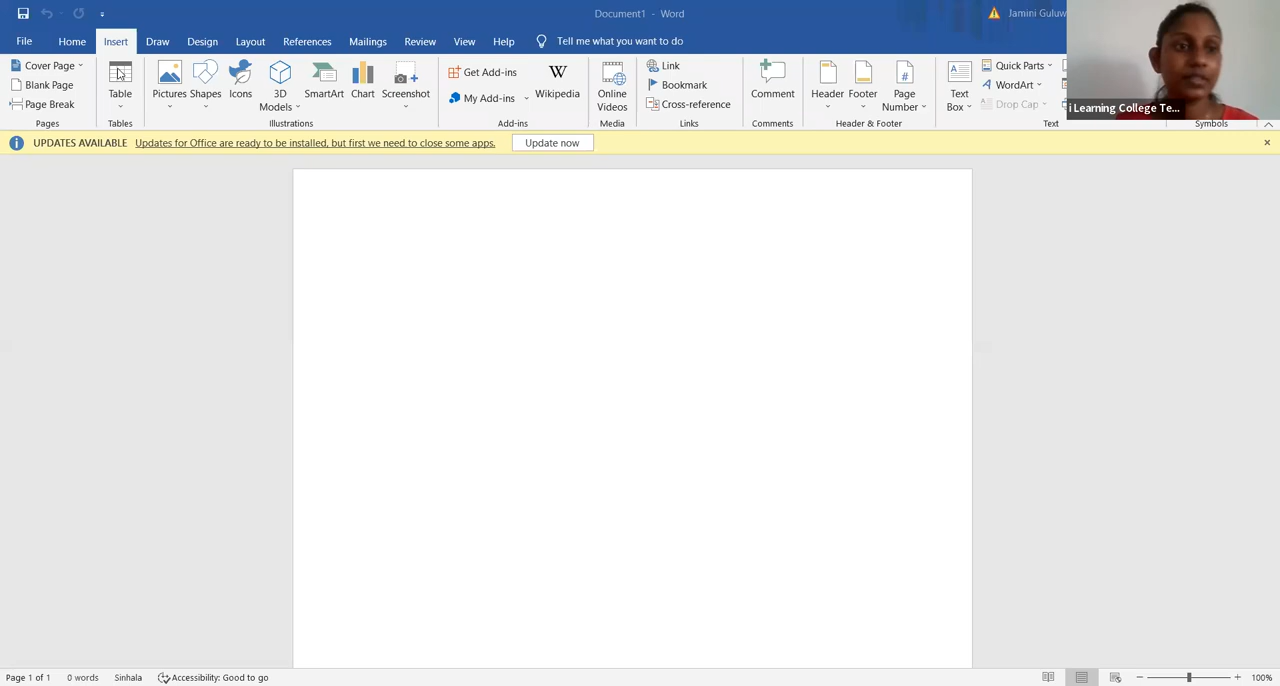 Document1 - Word
Jamini Guluw
File Home Insert Draw Design Layout References Mailings Review View Help Tell me what you want to do
Cover Page
Blank Page
Page Break
Pages
Table
Tables
Pictures
Shapes
Icons
3D
Models
SmartArt
Chart
Screenshot
Illustrations
Get Add-ins
My Add-ins
Wikipedia
Add-ins
Online
Videos
Media
Link
Bookmark
Cross-reference
Links
Comment
Comments
Header
Footer
Page
Number
Header & Footer
Text
Box
Quick Parts
WordArt
Drop Cap
Text
Symbols
i Learning College Te...
UPDATES AVAILABLE Updates for Office are ready to be installed, but first we need to close some apps. Update now
Page 1 of 1 0 words Sinhala Accessibility: Good to go 100%